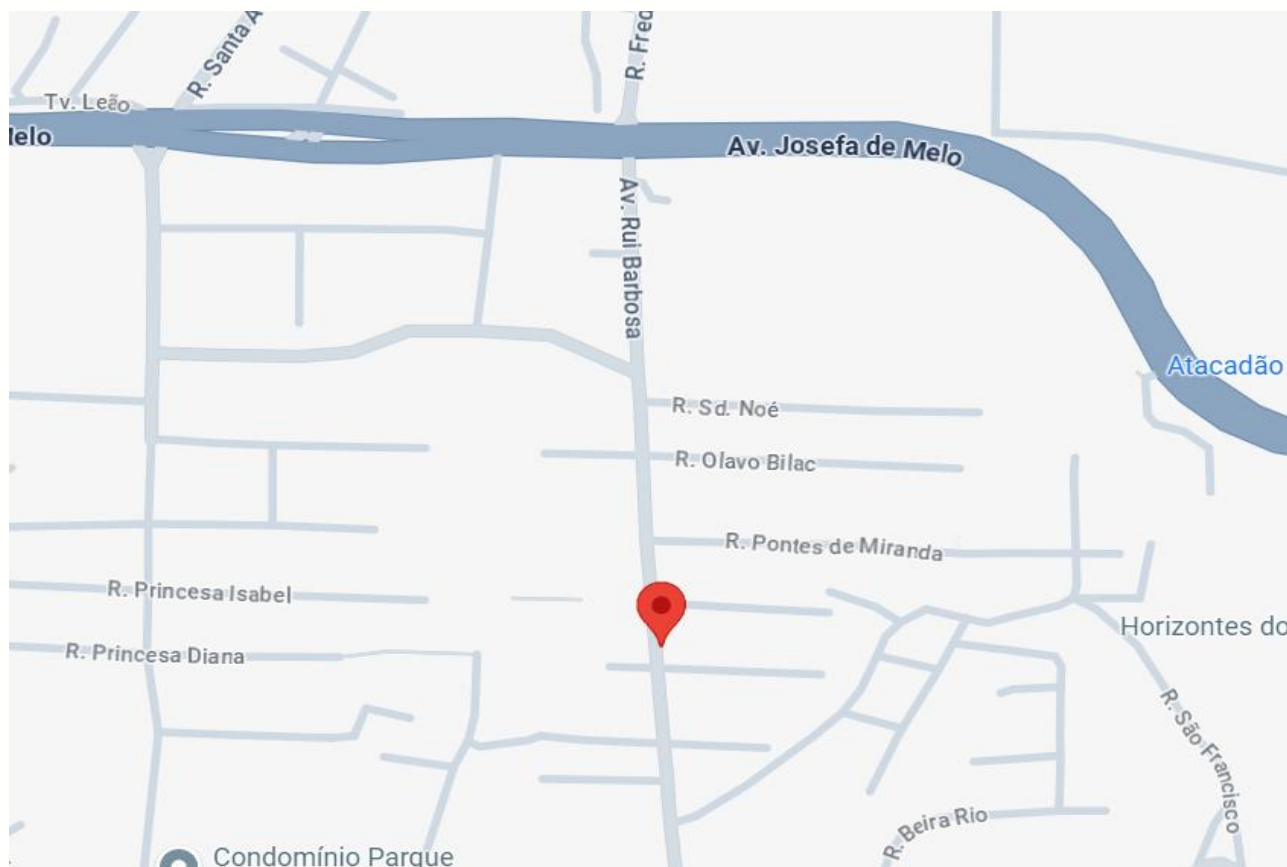 R. Santa A
R. Fred
Tv. Leão
Melo
Av. Josefa de Melo
Av. Rui Barbosa
Atacadão
R. Sd. Noé
R. Olavo Bilac
R. Pontes de Miranda
R. Princesa Isabel
Horizontes do
R. Princesa Diana
R. São Francisco
R. Beira Rio
Condomínio Parque